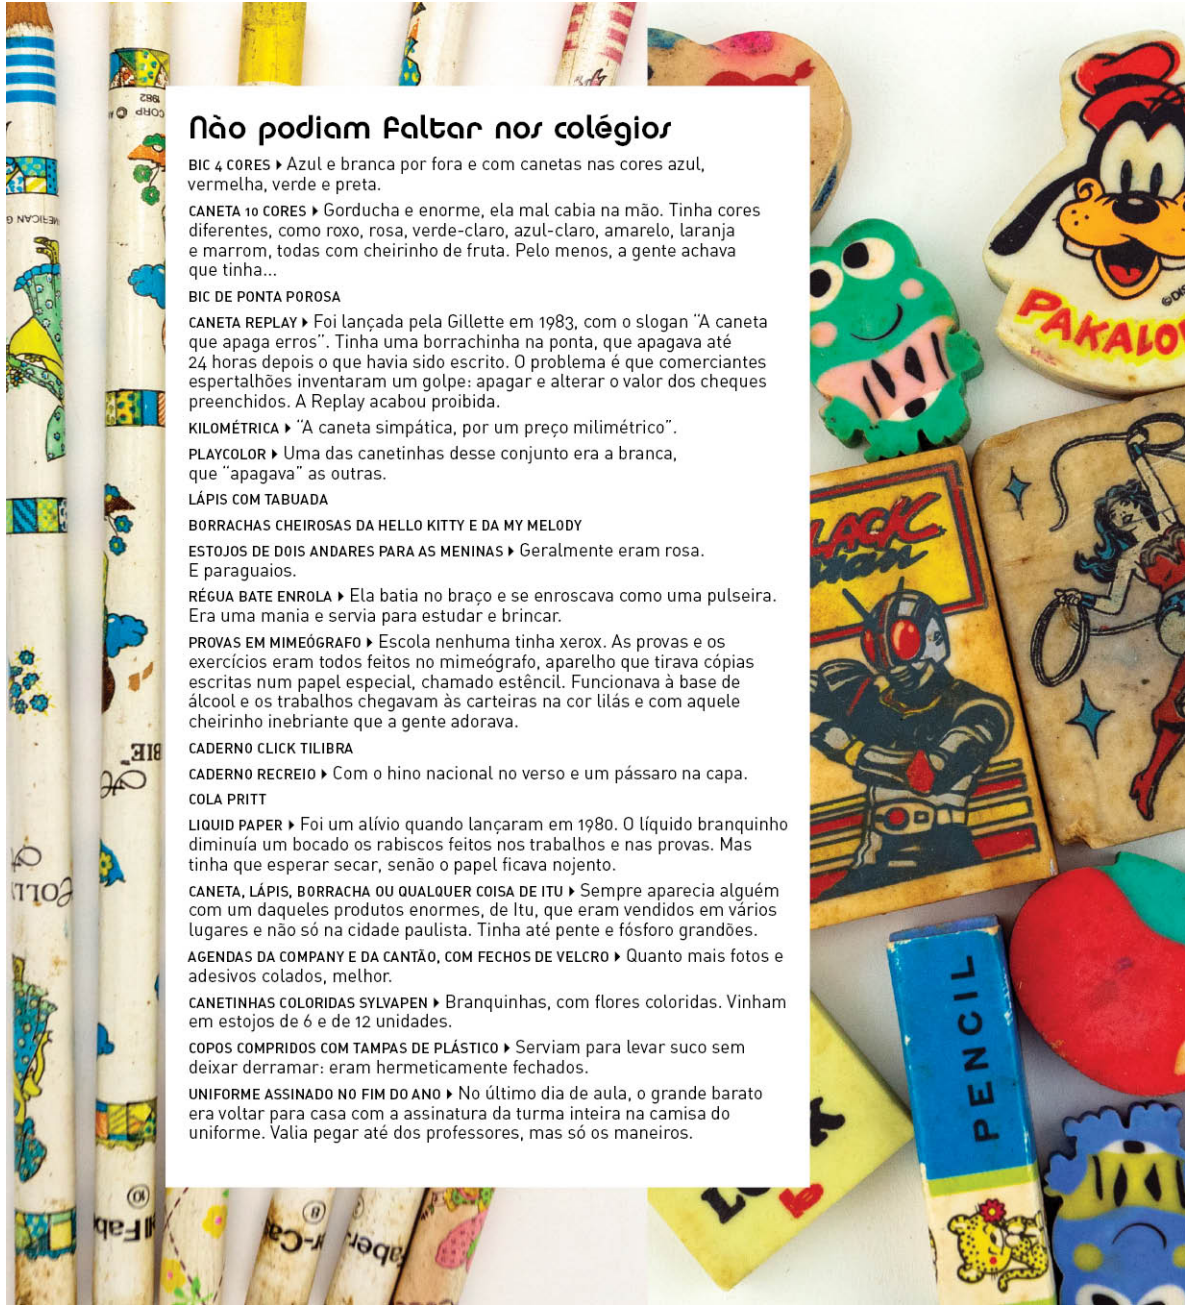 Não podiam faltar nos colégios
BIC 4 CORES ▸ Azul e branca por fora e com canetas nas cores azul,
vermelha, verde e preta.
CANETA 10 CORES ▸ Gorducha e enorme, ela mal cabia na mão. Tinha cores
diferentes, como roxo, rosa, verde-claro, azul-claro, amarelo, laranja
e marrom, todas com cheirinho de fruta. Pelo menos, a gente achava
que tinha...
BIC DE PONTA POROSA
CANETA REPLAY ▸ Foi lançada pela Gillette em 1983, com o slogan “A caneta
que apaga erros”. Tinha uma borrachinha na ponta, que apagava até
24 horas depois o que havia sido escrito. O problema é que comerciantes
espertalhões inventaram um golpe: apagar e alterar o valor dos cheques
preenchidos. A Replay acabou proibida.
KILOMÉTRICA ▸ “A caneta simpática, por um preço milimétrico”.
PLAYCOLOR ▸ Uma das canetinhas desse conjunto era a branca,
que “apagava” as outras.
LÁPIS COM TABUADA
BORRACHAS CHEIROSAS DA HELLO KITTY E DA MY MELODY
ESTOJOS DE DOIS ANDARES PARA AS MENINAS ▸ Geralmente eram rosa.
E paraguaios.
RÉGUA BATE ENROLA ▸ Ela batia no braço e se enroscava como uma pulseira.
Era uma mania e servia para estudar e brincar.
PROVAS EM MIMEÓGRAFO ▸ Escola nenhuma tinha xerox. As provas e os
exercícios eram todos feitos no mimeógrafo, aparelho que tirava cópias
escritas num papel especial, chamado estêncil. Funcionava à base de
álcool e os trabalhos chegavam às carteiras na cor lilás e com aquele
cheirinho inebriante que a gente adorava.
CADERNO CLICK TILIBRA
CADERNO RECREIO ▸ Com o hino nacional no verso e um pássaro na capa.
COLA PRITT
LIQUID PAPER ▸ Foi um alívio quando lançaram em 1980. O líquido branquinho
diminuía um bocado os rabiscos feitos nos trabalhos e nas provas. Mas
tinha que esperar secar, senão o papel ficava nojento.
CANETA, LÁPIS, BORRACHA OU QUALQUER COISA DE ITU ▸ Sempre aparecia alguém
com um daqueles produtos enormes, de Itu, que eram vendidos em vários
lugares e não só na cidade paulista. Tinha até pente e fósforo grandões.
AGENDAS DA COMPANY E DA CANTÃO, COM FECHOS DE VELCRO ▸ Quanto mais fotos e
adesivos colados, melhor.
CANETINHAS COLORIDAS SYLVAPEN ▸ Branquinhas, com flores coloridas. Vinham
em estojos de 6 e de 12 unidades.
COPOS COMPRIDOS COM TAMPAS DE PLÁSTICO ▸ Serviam para levar suco sem
deixar derramar: eram hermeticamente fechados.
UNIFORME ASSINADO NO FIM DO ANO ▸ No último dia de aula, o grande barato
era voltar para casa com a assinatura da turma inteira na camisa do
uniforme. Valia pegar até dos professores, mas só os maneiros.
PENCIL
1982
CORP ©